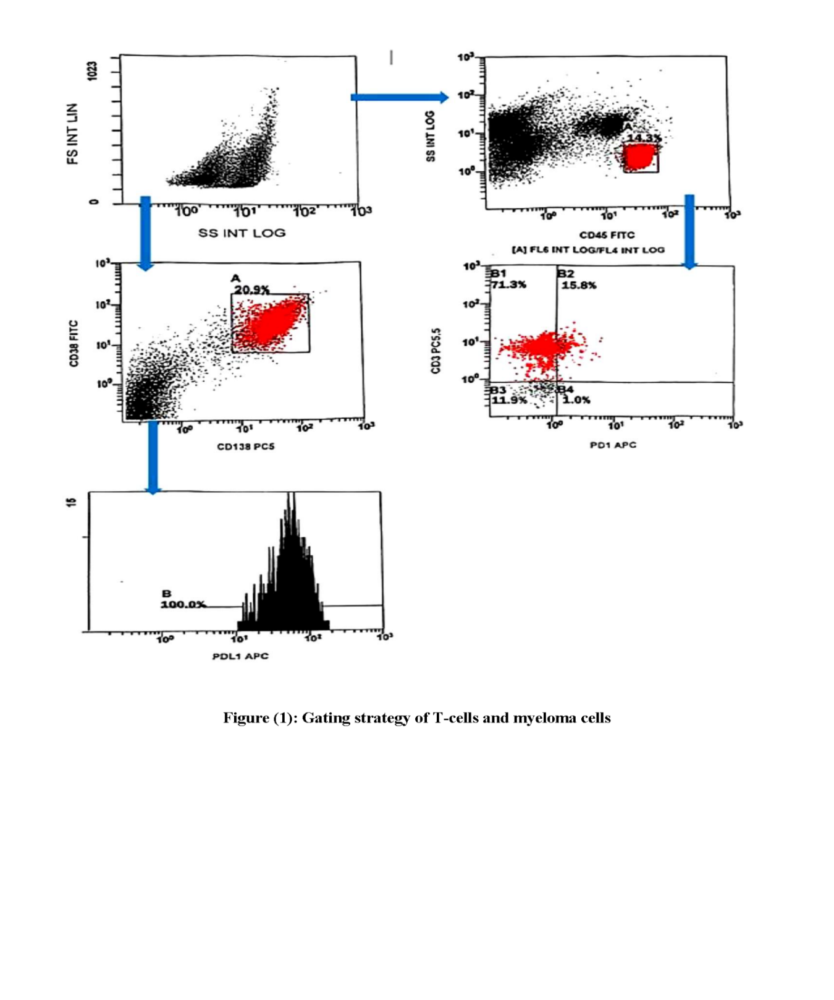 1023
FS INT LIN
0
10⁰ 10¹ 10² 10³
SS INT LOG
10³
10²
10¹
10⁰
SS INT LOG
A
14.3%
10⁰ 10¹ 10² 10³
CD45 FITC
10³
10²
10¹
10⁰
CD38 FITC
A
20.9%
10⁰ 10¹ 10² 10³
CD138 PC5
[A] FL6 INT LOG/FL4 INT LOG
10³
10²
10¹
10⁰
CD3 PC5.5
B1 B2
71.3% 15.8%
B3 B4
11.9% 1.0%
10⁰ 10¹ 10² 10³
PD1 APC
15
B
100.0%
10⁰ 10¹ 10² 10³
PDL1 APC
Figure (1): Gating strategy of T-cells and myeloma cells